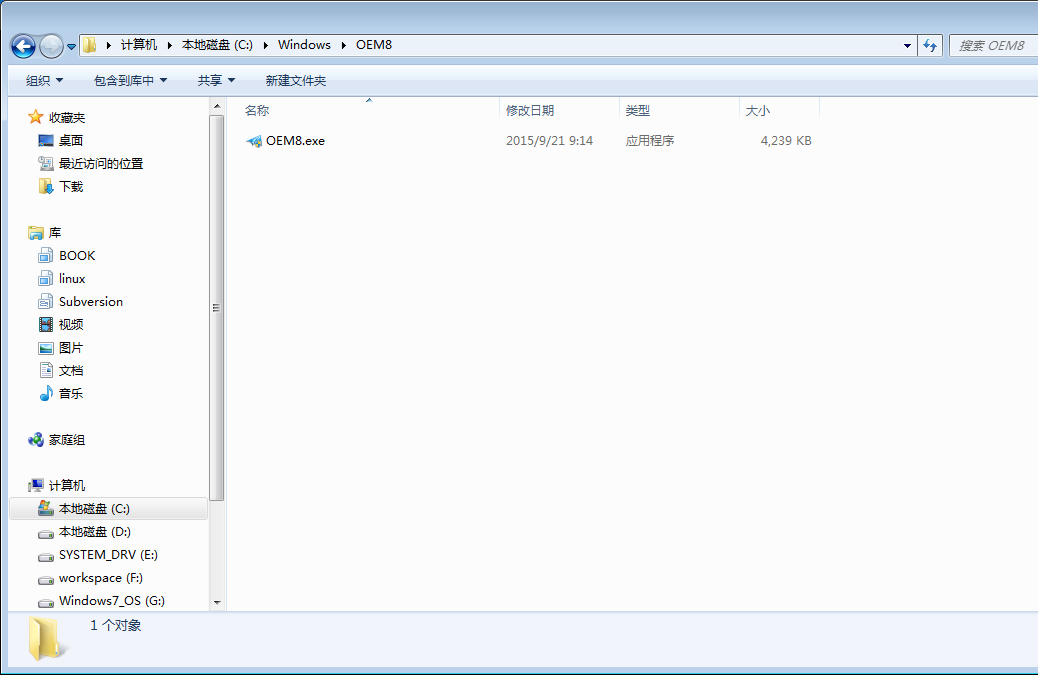 计算机 本地磁盘 (C:) Windows OEM8
搜索 OEM8
组织 包含到库中 共享 新建文件夹
收藏夹
桌面
最近访问的位置
下载
库
BOOK
linux
Subversion
视频
图片
文档
音乐
家庭组
计算机
本地磁盘 (C:)
本地磁盘 (D:)
SYSTEM_DRV (E:)
workspace (F:)
Windows7_OS (G:)
名称 修改日期 类型 大小
OEM8.exe 2015/9/21 9:14 应用程序 4,239 KB
1 个对象